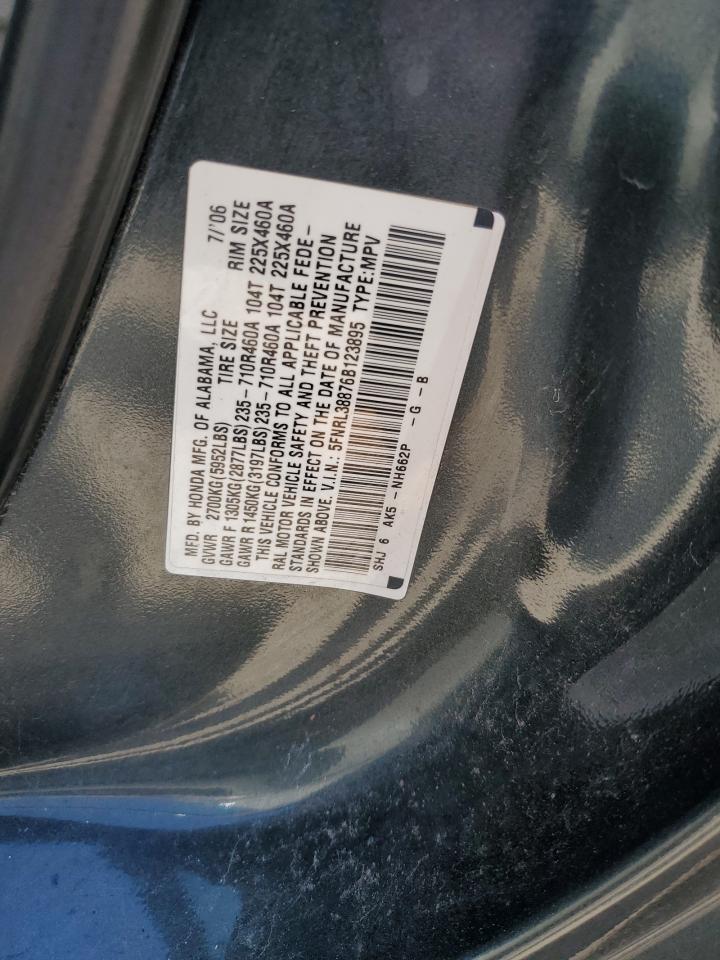 MFD. BY HONDA MFG. OF ALABAMA, LLC 7/'06
GVWR 2700KG(5952LBS) TIRE SIZE RIM SIZE
GAWR F 1305KG(2877LBS) 235-710R460A 104T 225X460A
GAWR R 1450KG(3197LBS) 235-710R460A 104T 225X460A
THIS VEHICLE CONFORMS TO ALL APPLICABLE FEDE-
RAL MOTOR VEHICLE SAFETY AND THEFT PREVENTION
STANDARDS IN EFFECT ON THE DATE OF MANUFACTURE
SHOWN ABOVE. V.I.N.: 5FNRL38876B123895 TYPE:MPV
SHJ 6 AK5 -NH662P -G -B